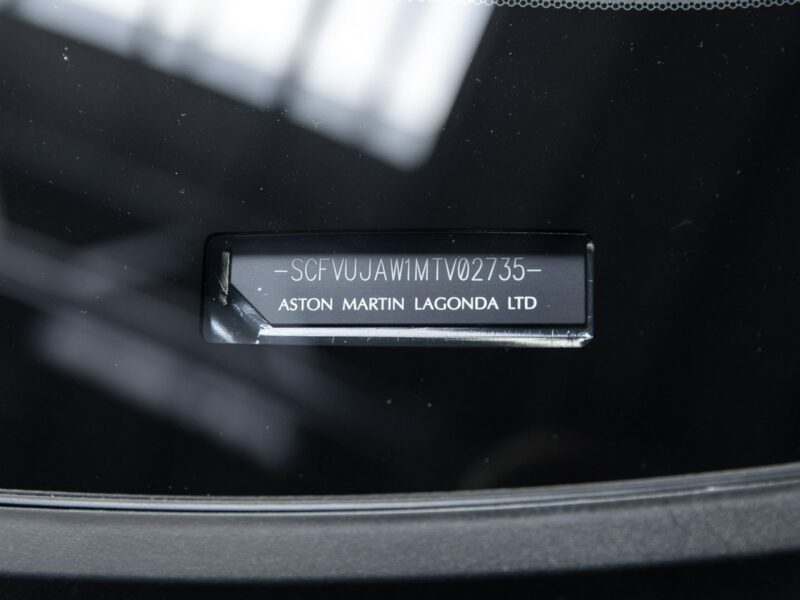 -SCFVUJAW1MTV02735-
ASTON MARTIN LAGONDA LTD